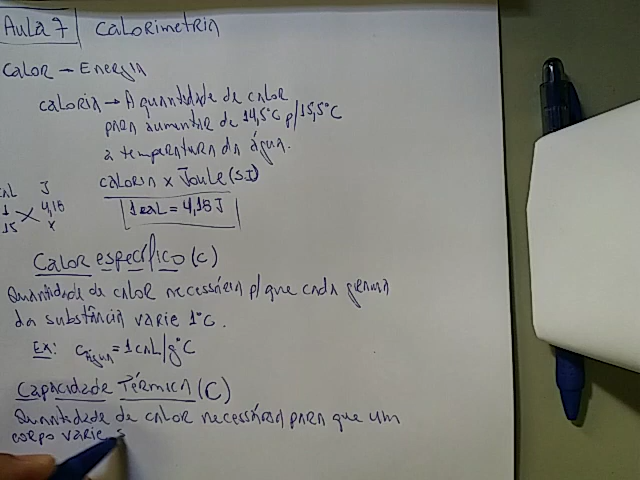 Aula 7 Calorimetria
Calor – Energia
caloria → A quantidade de calor
para aumentar de 14,5°C p/ 15,5°C
a temperatura da água.
caloria x Joule (S.I)
cal J
1 4,18
15 x
1 cal = 4,18 J
Calor específico (c)
Quantidade de calor necessária p/ que cada grama
da substância varie 1°C.
Ex: c água = 1 cal/g°C
Capacidade Térmica (C)
Quantidade de calor necessária para que um
corpo varie